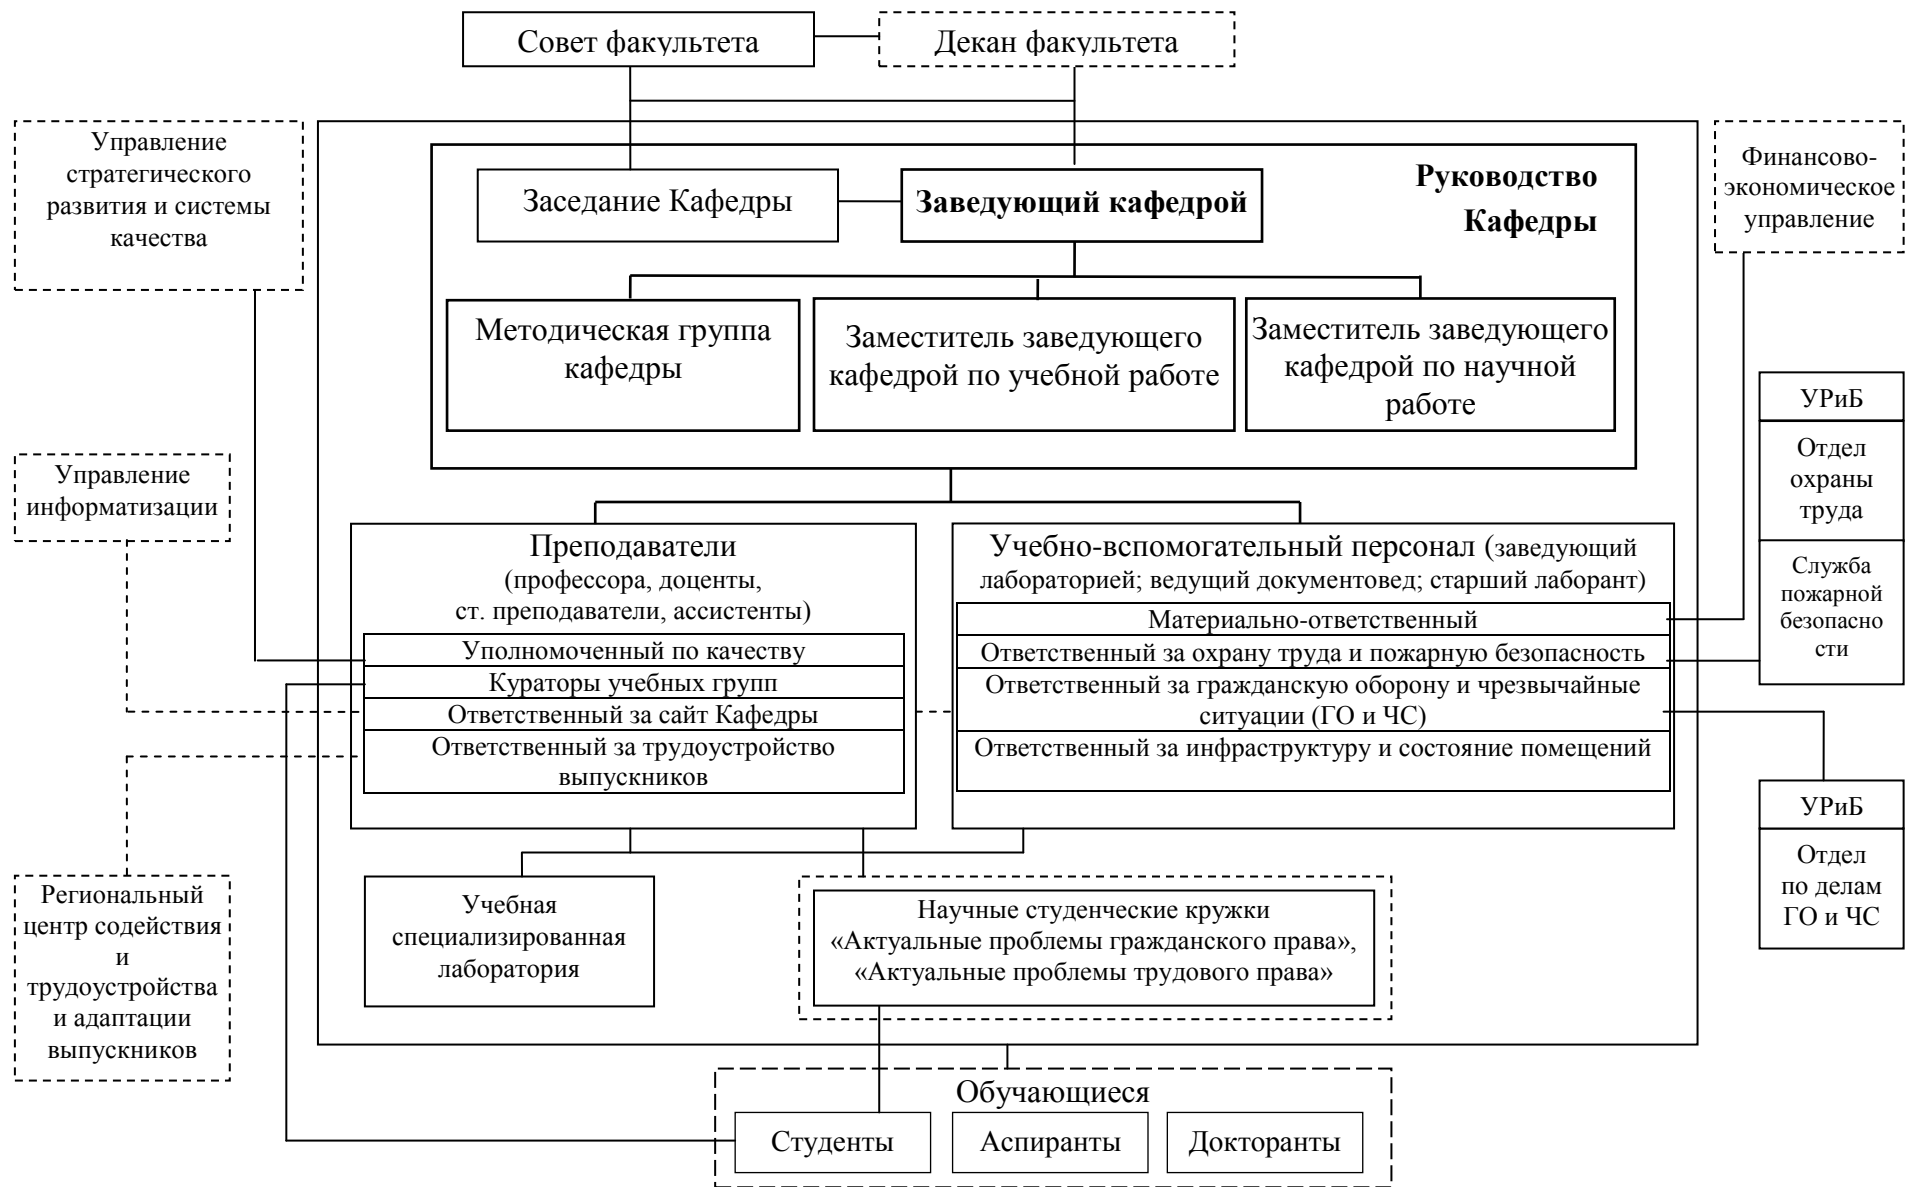 Совет факультета
Декан факультета
Управление
стратегического
развития и системы
качества
Заседание Кафедры
Заведующий кафедрой
Руководство
Кафедры
Финансово-
экономическое
управление
Методическая группа
кафедры
Заместитель заведующего
кафедрой по учебной работе
Заместитель заведующего
кафедрой по научной
работе
УРиБ
Отдел
охраны
труда
Служба
пожарной
безопасно
сти
Управление
информатизации
Преподаватели
(профессора, доценты,
ст. преподаватели, ассистенты)
Уполномоченный по качеству
Кураторы учебных групп
Ответственный за сайт Кафедры
Ответственный за трудоустройство
выпускников
Учебно-вспомогательный персонал (заведующий
лабораторией; ведущий документовед; старший лаборант)
Материально-ответственный
Ответственный за охрану труда и пожарную безопасность
Ответственный за гражданскую оборону и чрезвычайные
ситуации (ГО и ЧС)
Ответственный за инфраструктуру и состояние помещений
УРиБ
Отдел
по делам
ГО и ЧС
Региональный
центр содействия
и
трудоустройства
и адаптации
выпускников
Учебная
специализированная
лаборатория
Научные студенческие кружки
«Актуальные проблемы гражданского права»,
«Актуальные проблемы трудового права»
Обучающиеся
Студенты
Аспиранты
Докторанты